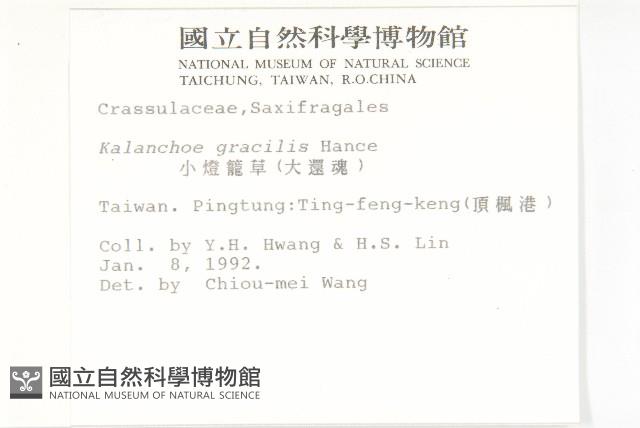 國立自然科學博物館
NATIONAL MUSEUM OF NATURAL SCIENCE
TAICHUNG, TAIWAN, R.O.CHINA
Crassulaceae,Saxifragales
Kalanchoe gracilis Hance
小燈籠草(大還魂)
Taiwan. Pingtung:Ting-feng-keng(頂楓港)
Coll. by Y.H. Hwang & H.S. Lin
Jan. 8, 1992.
Det. by Chiou-mei Wang
國立自然科學博物館
NATIONAL MUSEUM OF NATURAL SCIENCE